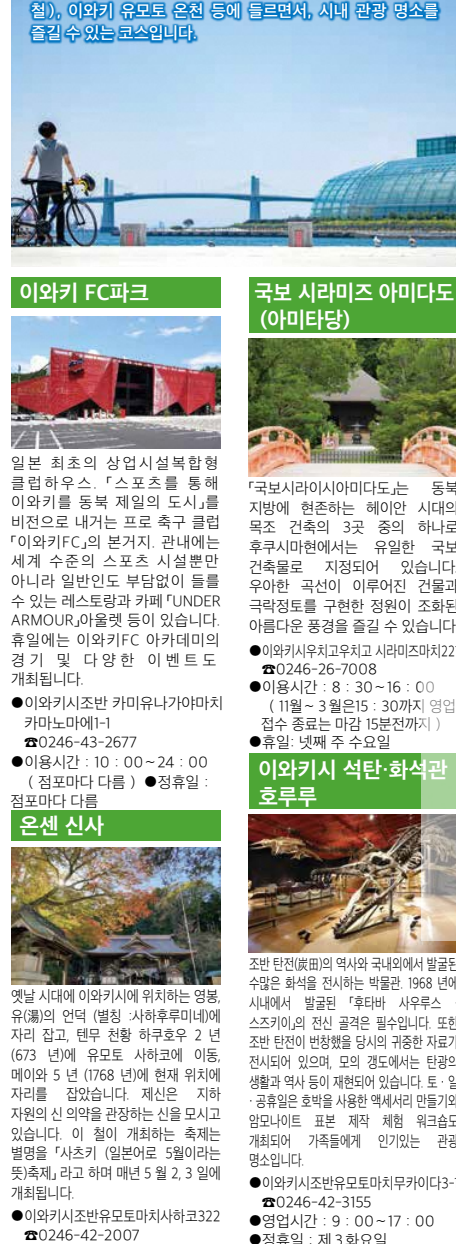 철), 이와키 유모토 온천 등에 들르면서, 시내 관광 명소를
즐길 수 있는 코스입니다.
이와키 FC파크
일본 최초의 상업시설복합형
클럽하우스. 「스포츠를 통해
이와키를 동북 제일의 도시」를
비전으로 내거는 프로 축구 클럽
「이와키FC」의 본거지. 관내에는
세계 수준의 스포츠 시설뿐만
아니라 일반인도 부담없이 들를
수 있는 레스토랑과 카페 「UNDER
ARMOUR」아울렛 등이 있습니다.
휴일에는 이와키FC 아카데미의
경기 및 다양한 이벤트도
개최됩니다.
●이와키시조반 카미유나가야마치
카마노마에1-1
☎0246-43-2677
●이용시간 : 10 : 00~24 : 00
( 점포마다 다름 ) ●정휴일 :
점포마다 다름
온센 신사
옛날 시대에 이와키시에 위치하는 영봉,
유(湯)의 언덕 (별칭 :사하후루미네)에
자리 잡고, 텐무 천황 하쿠호우 2 년
(673 년)에 유모토 사하코에 이동,
메이와 5 년 (1768 년)에 현재 위치에
자리를 잡았습니다. 제신은 지하
자원의 신 의약을 관장하는 신을 모시고
있습니다. 이 철이 개최하는 축제는
별명을 「사츠키 (일본어로 5월이라는
뜻)축제」 라고 하며 매년 5 월 2, 3 일에
개최됩니다.
●이와키시조반유모토마치사하코322
☎0246-42-2007
국보 시라미즈 아미다도
(아미타당)
「국보시라이시아미다도」는 동북
지방에 현존하는 헤이안 시대의
목조 건축의 3곳 중의 하나로
후쿠시마현에서는 유일한 국보
건축물로 지정되어 있습니다.
우아한 곡선이 이루어진 건물과
극락정토를 구현한 정원이 조화된
아름다운 풍경을 즐길 수 있습니다
●이와키시우치고우치고 시라미즈마치221
☎0246-26-7008
●이용시간 : 8 : 30~16 : 00
( 11월~ 3월은15 : 30까지 영업
접수 종료는 마감 15분전까지 )
●휴일: 넷째 주 수요일
이와키시 석탄·화석관
호루루
조반 탄전(炭田)의 역사와 국내외에서 발굴된
수많은 화석을 전시하는 박물관. 1968 년에
시내에서 발굴된 「후타바 사우루스
스즈키이」의 전신 골격은 필수입니다. 또한
조반 탄전이 번창했을 당시의 귀중한 자료가
전시되어 있으며, 모의 갱도에서는 탄광의
생활과 역사 등이 재현되어 있습니다. 토 · 일
· 공휴일은 호박을 사용한 액세서리 만들기와
암모나이트 표본 제작 체험 워크숍도
개최되어 가족들에게 인기있는 관광
명소입니다.
●이와키시조반유모토마치무카이다3-1
☎0246-42-3155
●영업시간 : 9 : 00~17 : 00
●정휴일 : 제 3 화요일